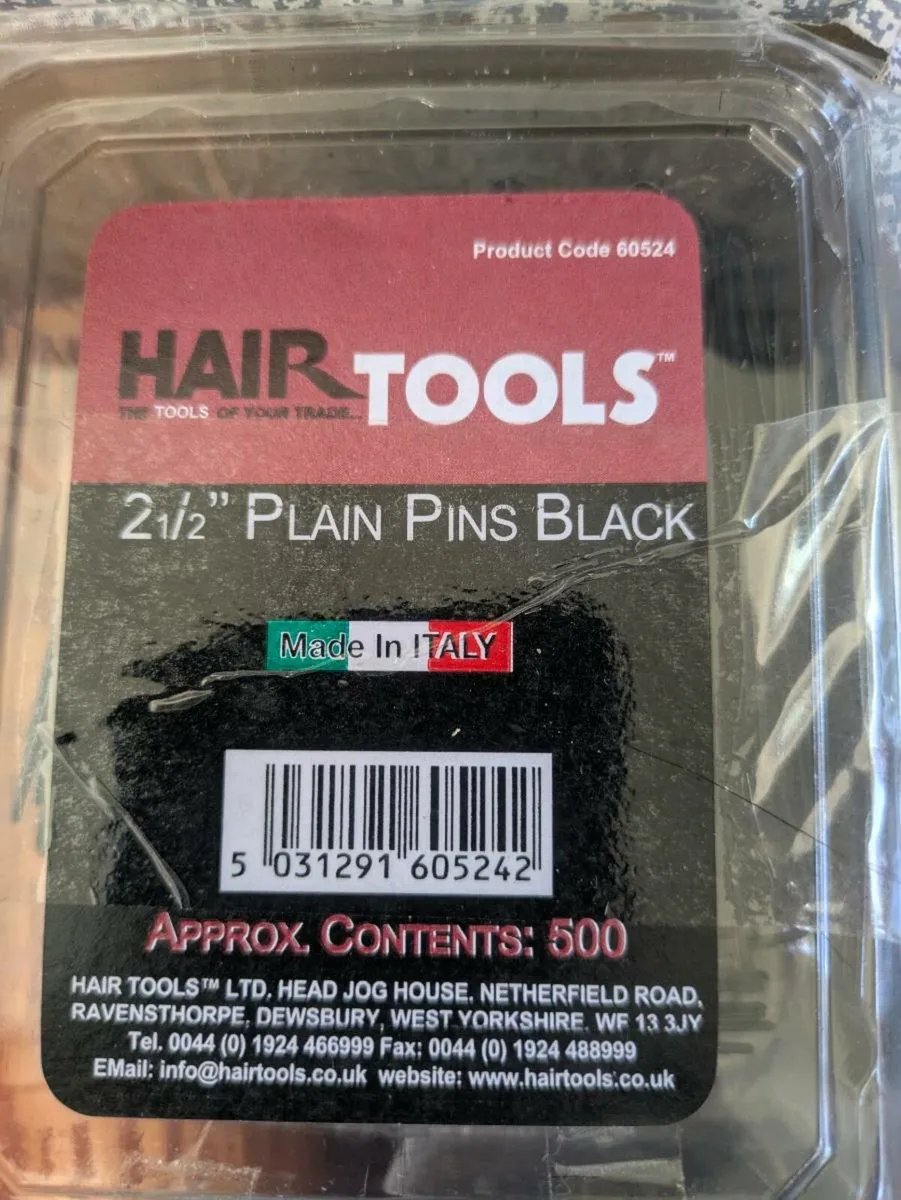 Product Code 60524
HAIR TOOLS™
THE TOOLS OF YOUR TRADE...
2 1/2" PLAIN PINS BLACK
Made In ITALY
5 031291 605242
APPROX. CONTENTS: 500
HAIR TOOLS™ LTD. HEAD JOG HOUSE. NETHERFIELD ROAD,
RAVENSTHORPE, DEWSBURY, WEST YORKSHIRE. WF 13 3JY
Tel. 0044 (0) 1924 466999 Fax: 0044 (0) 1924 488999
EMail: info@hairtools.co.uk website: www.hairtools.co.uk